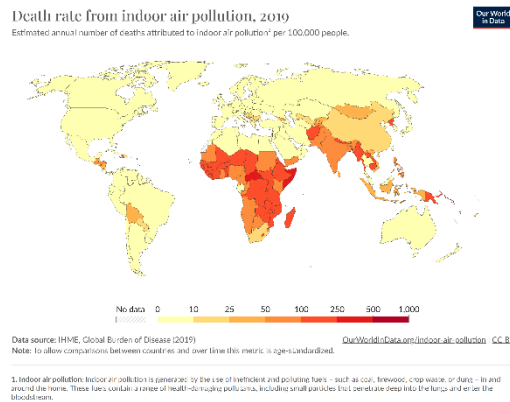 Death rate from indoor air pollution, 2019
Our World
in Data
Estimated annual number of deaths attributed to indoor air pollution¹ per 100,000 people.
No data 0 10 25 50 100 250 500 1,000
Data source: IHME, Global Burden of Disease (2019)
OurWorldInData.org/indoor-air-pollution CC B
Note: To allow comparisons between countries and over time this metric is age-standardized.
1. Indoor air pollution: Indoor air pollution is generated by the use of inefficient and polluting fuels – such as coal, firewood, crop waste, or dung – in and
around the home. These fuels contain a range of health-damaging pollutants, including small particles that penetrate deep into the lungs and enter the
bloodstream.